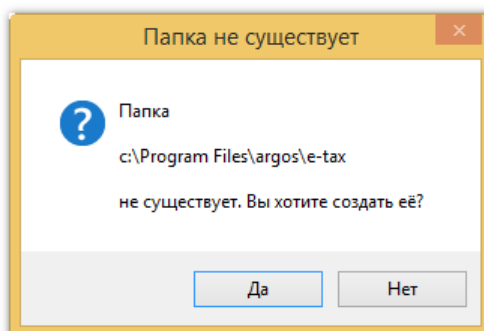 Папка не существует
Папка
c:\Program Files\argos\e-tax
не существует. Вы хотите создать её?
Да
Нет